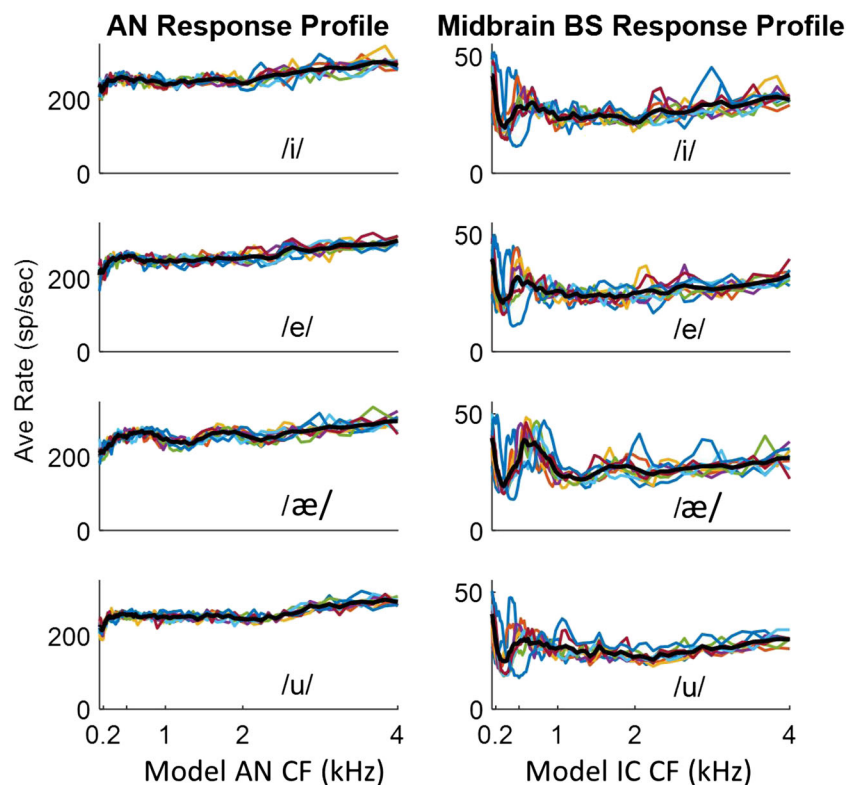 AN Response Profile
Midbrain BS Response Profile
Ave Rate (sp/sec)
200
0
/i/
50
0
/i/
200
0
/e/
50
0
/e/
200
0
/æ/
50
0
/æ/
200
0
/u/
50
0
/u/
0.2 1 2 4
0.2 1 2 4
Model AN CF (kHz)
Model IC CF (kHz)